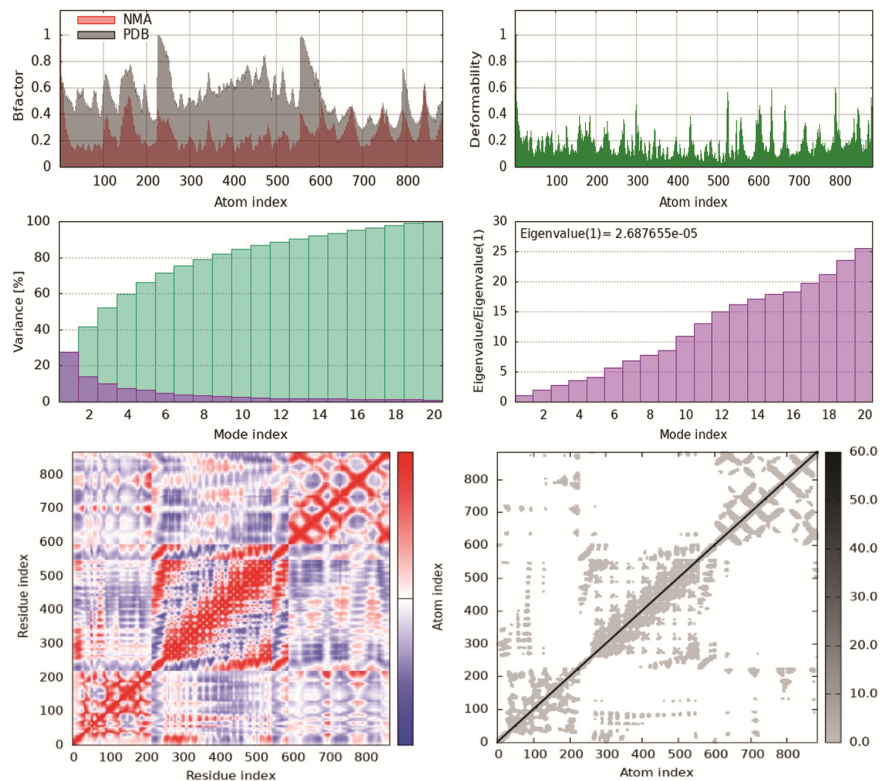 NMA
PDB
Bfactor
1
0.8
0.6
0.4
0.2
0
100 200 300 400 500 600 700 800
Atom index
Deformability
1
0.8
0.6
0.4
0.2
0
100 200 300 400 500 600 700 800
Atom index
Variance [%]
100
80
60
40
20
0
2 4 6 8 10 12 14 16 18 20
Mode index
Eigenvalue(1)= 2.687655e-05
Eigenvalue/Eigenvalue(1)
30
25
20
15
10
5
0
2 4 6 8 10 12 14 16 18 20
Mode index
Residue index
800
700
600
500
400
300
200
100
0
0 100 200 300 400 500 600 700 800
Residue index
Atom index
800
700
600
500
400
300
200
100
0
0 100 200 300 400 500 600 700 800
Atom index
60.0
50.0
40.0
30.0
20.0
10.0
0.0